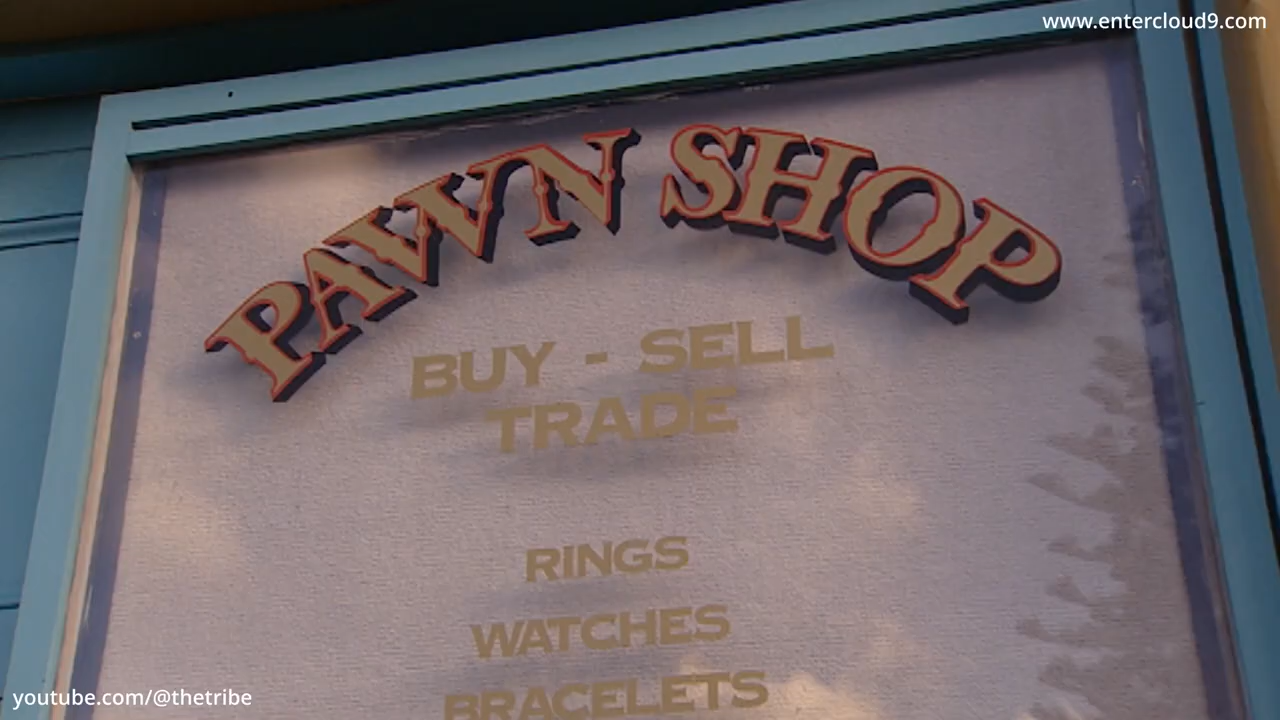 www.entercloud9.com
PAWN SHOP
BUY - SELL
TRADE
RINGS
WATCHES
BRACELETS
youtube.com/@thetribe